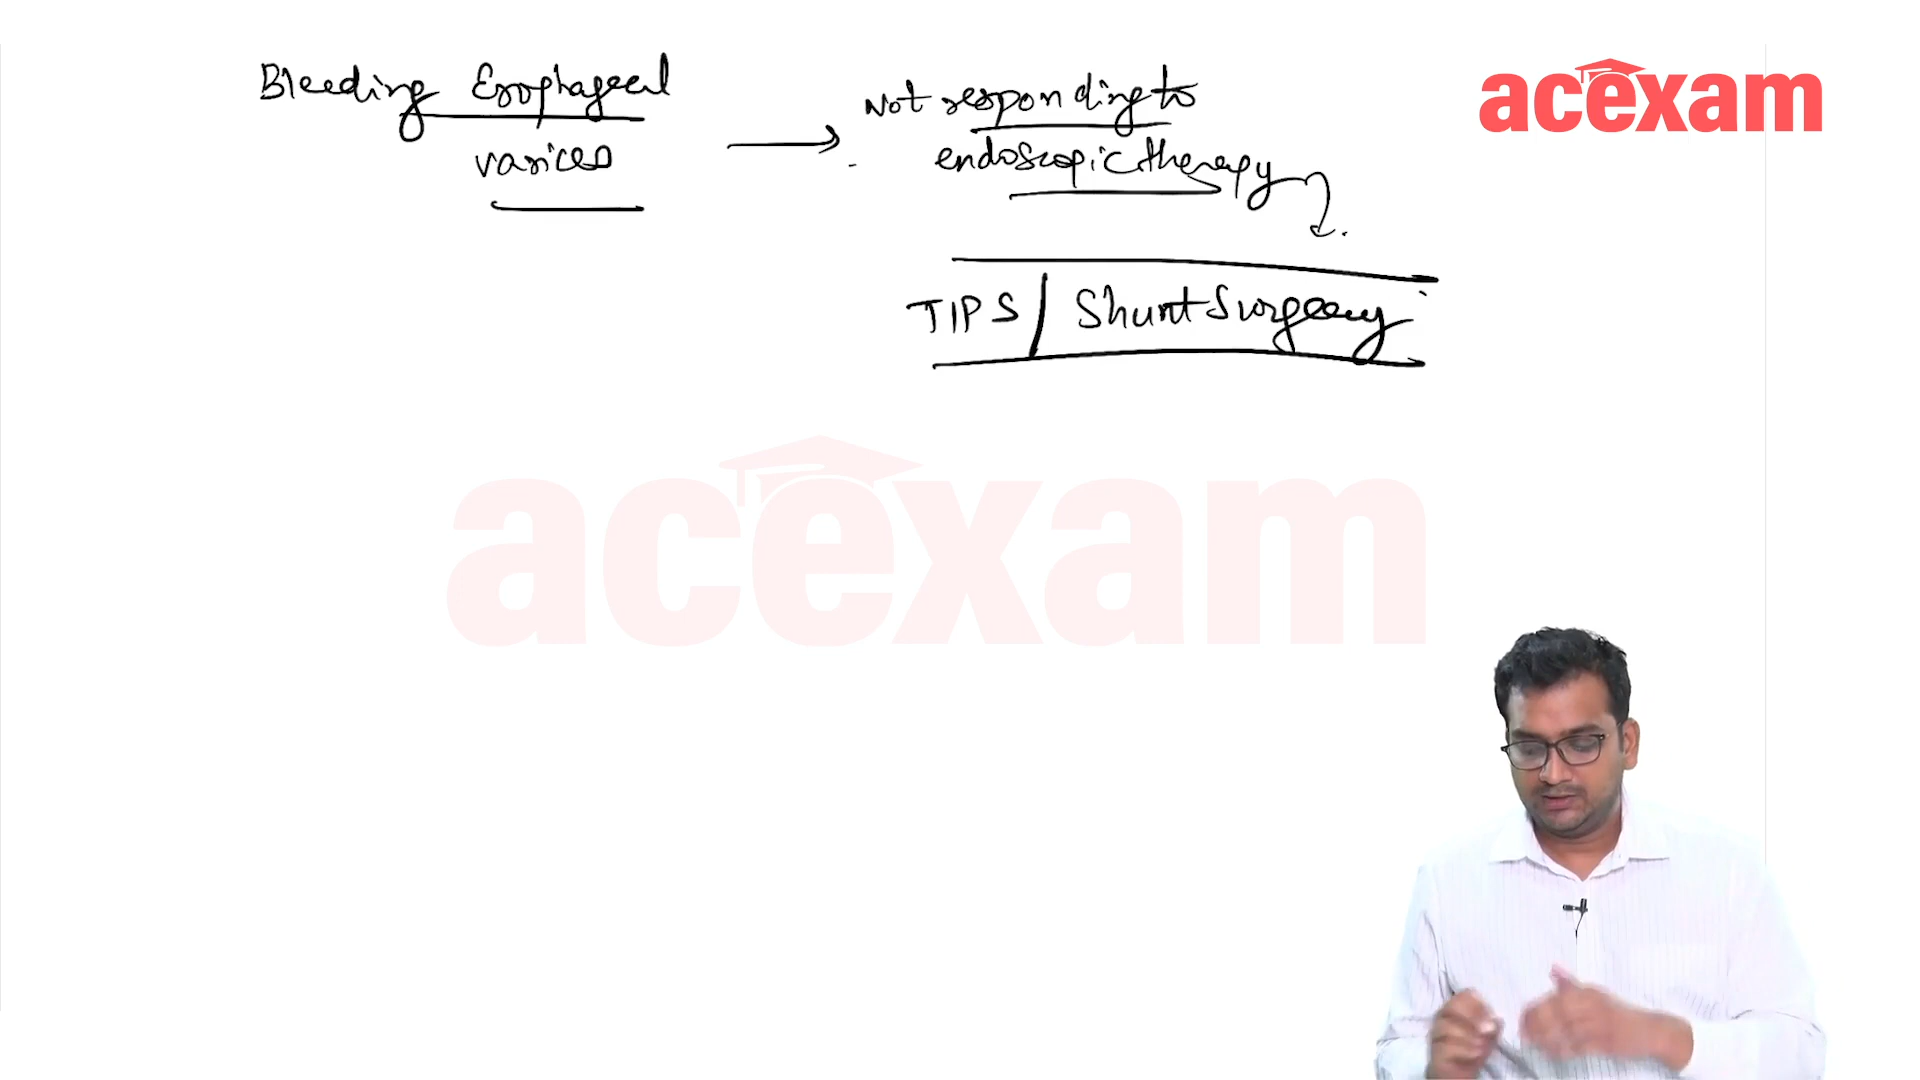 Bleeding Esophageal
varices
Not responding to
endoscopic therapy
TIPS / Shunt Surgery
acexam
acexam